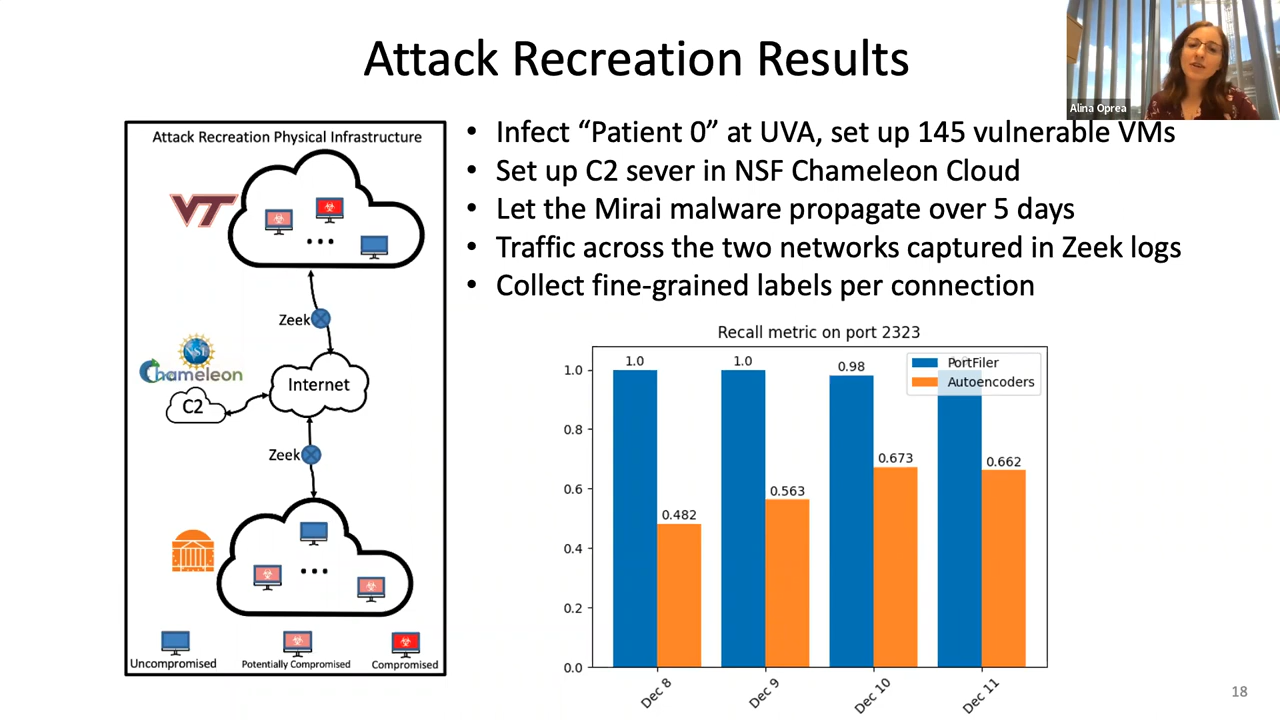 Attack Recreation Results
Alina Oprea
Attack Recreation Physical Infrastructure
VT
Zeek
NSF
Chameleon
C2
Internet
Zeek
Uncompromised
Potentially Compromised
Compromised
• Infect “Patient 0” at UVA, set up 145 vulnerable VMs
• Set up C2 sever in NSF Chameleon Cloud
• Let the Mirai malware propagate over 5 days
• Traffic across the two networks captured in Zeek logs
• Collect fine-grained labels per connection
Recall metric on port 2323
1.0 1.0 0.98
PortFiler
Autoencoders
0.482 0.563 0.673 0.662
1.0
0.8
0.6
0.4
0.2
0.0
Dec 8 Dec 9 Dec 10 Dec 11
18